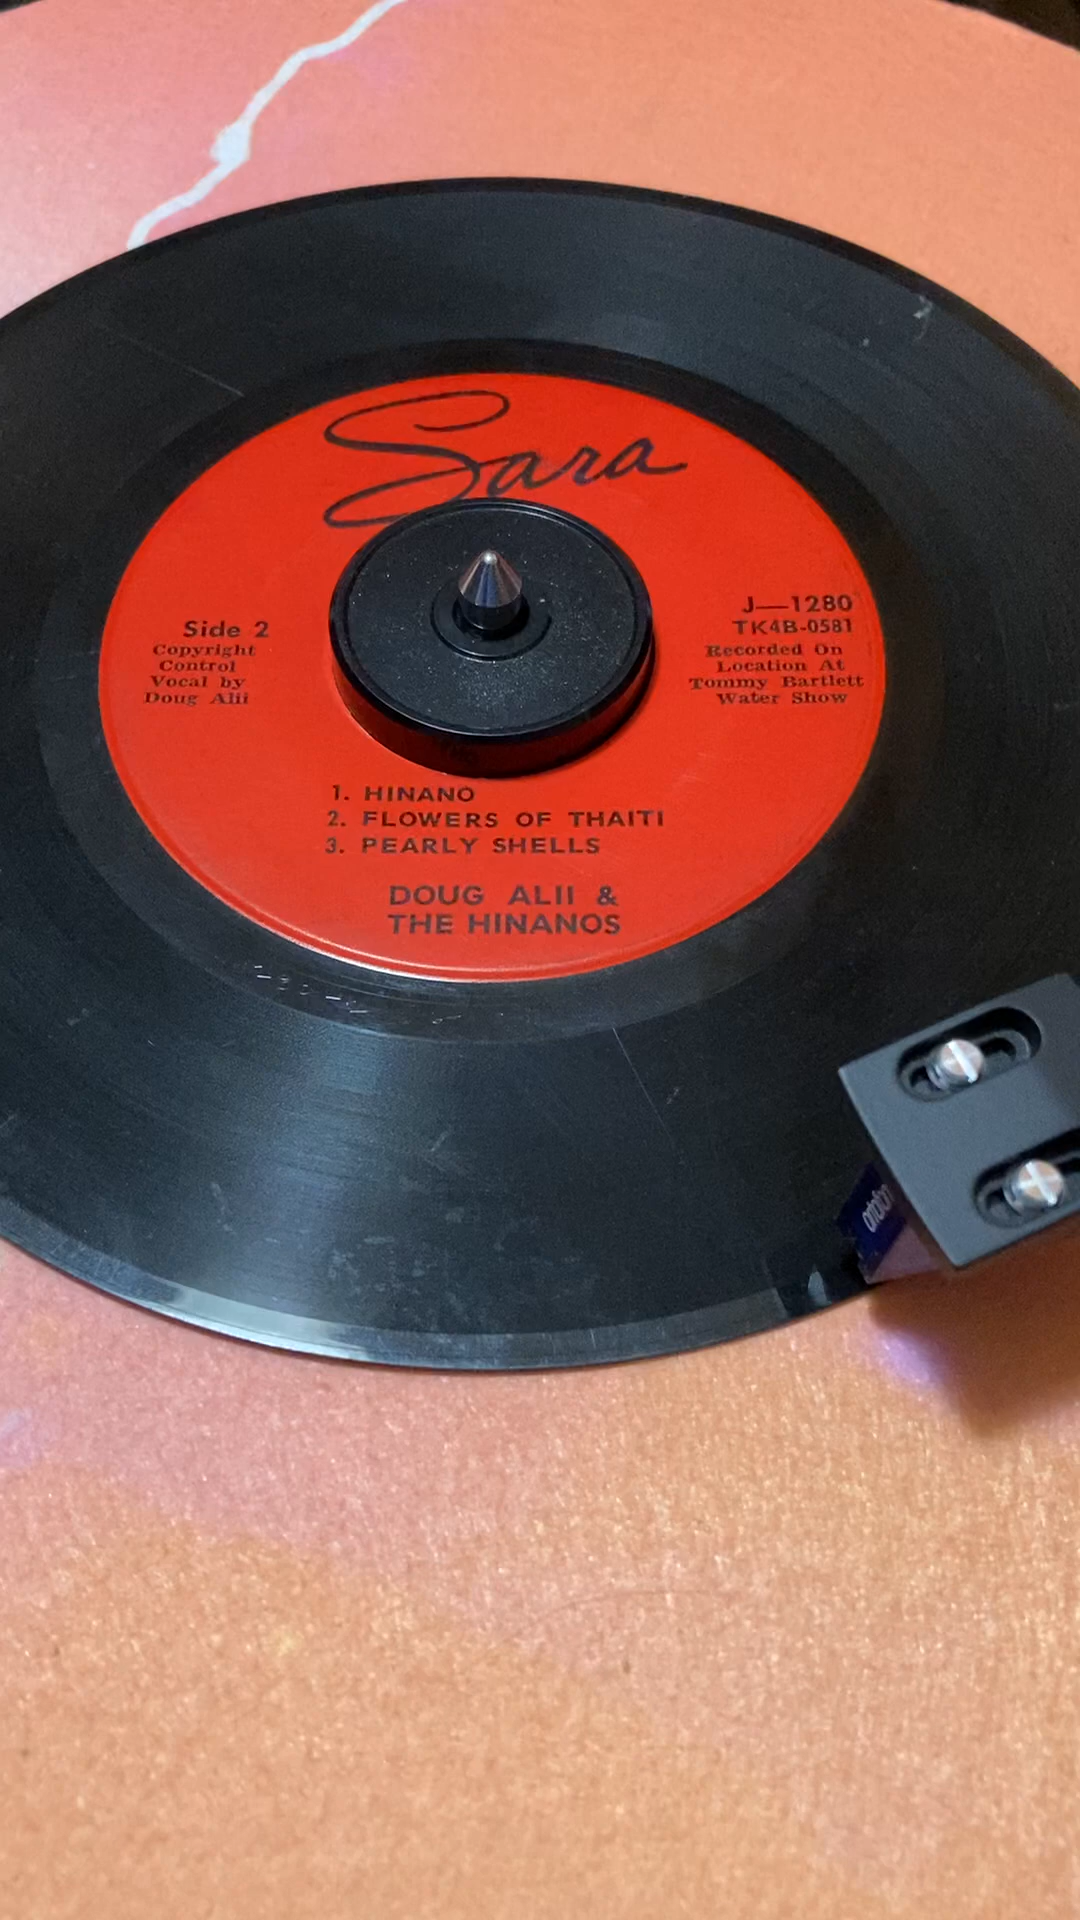 Sara
Side 2
Copyright
Control
Vocal by
Doug Alii
J—1280
TK4B-0581
Recorded On
Location At
Tommy Bartlett
Water Show
1. HINANO
2. FLOWERS OF THAITI
3. PEARLY SHELLS
DOUG ALII &
THE HINANOS
ortofon